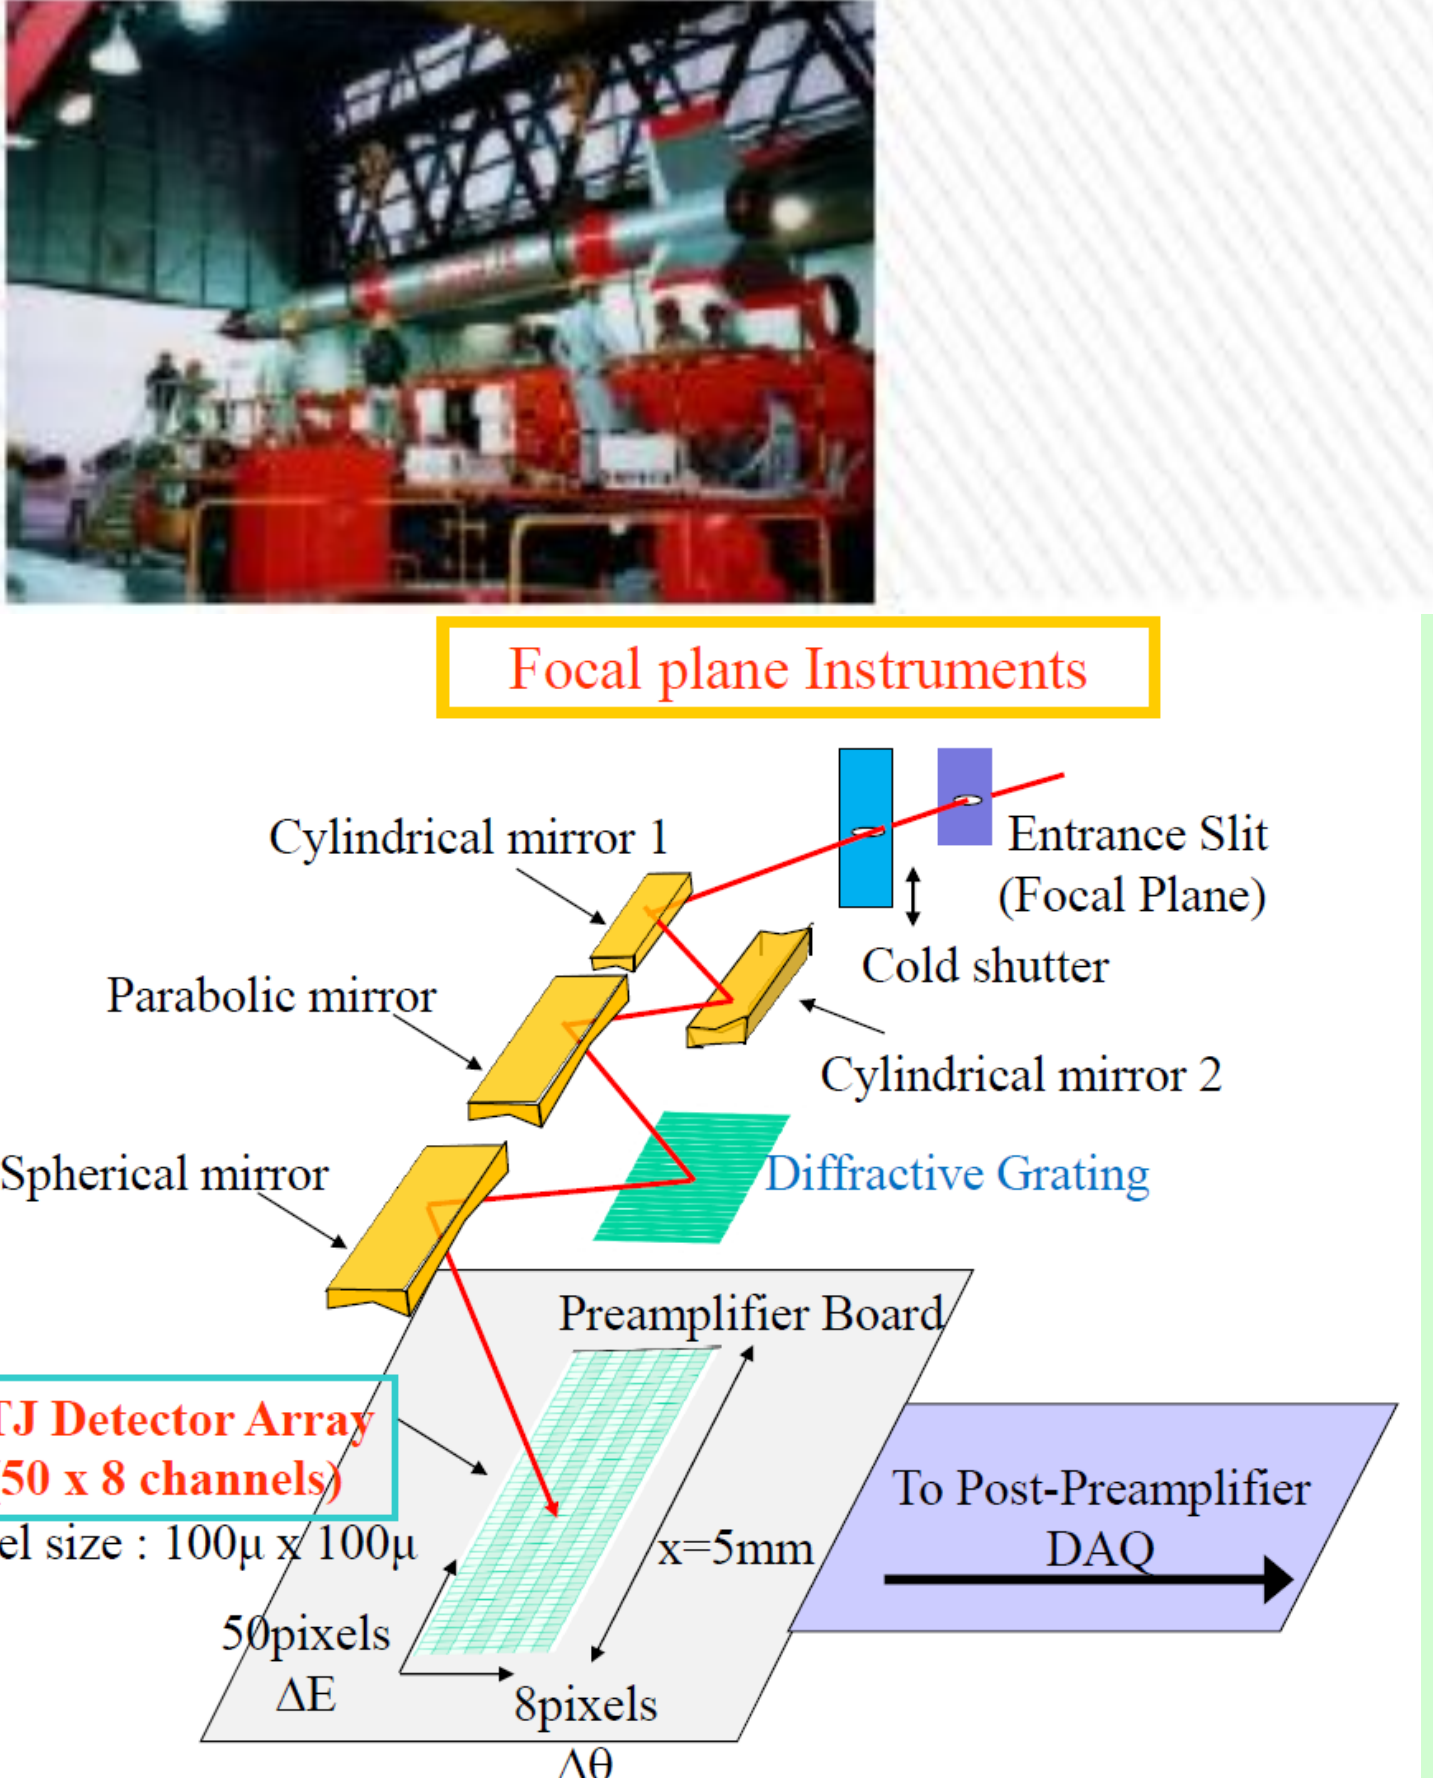 Focal plane Instruments
Cylindrical mirror 1
Entrance Slit
(Focal Plane)
Cold shutter
Parabolic mirror
Cylindrical mirror 2
Spherical mirror
Diffractive Grating
Preamplifier Board
TJ Detector Array
(50 x 8 channels)
el size : 100μ x 100μ
x=5mm
To Post-Preamplifier
DAQ
50pixels
ΔE
8pixels
Δθ